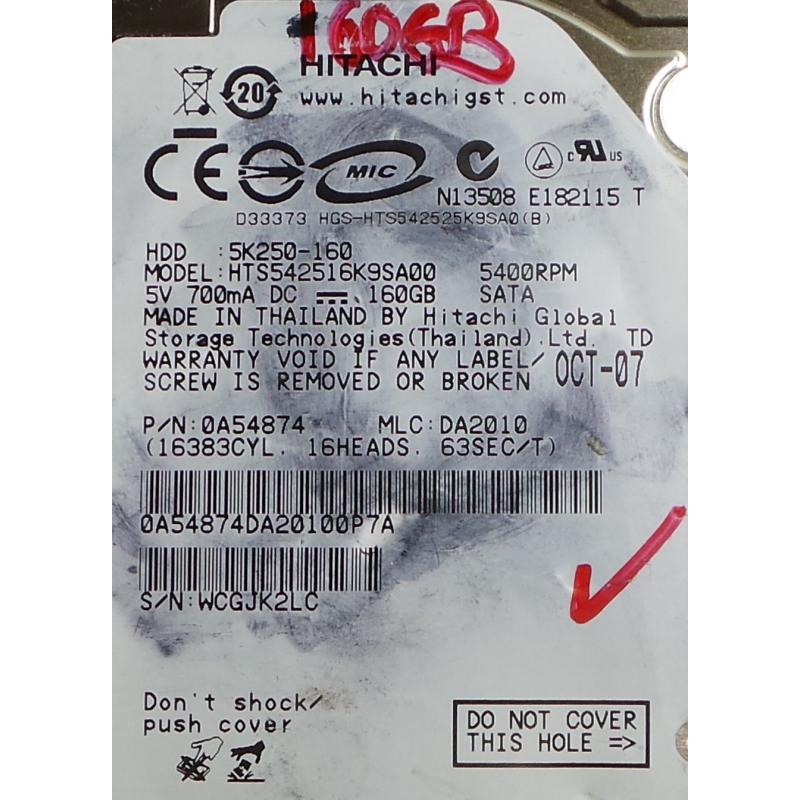 160GB
HITACHI
20
www.hitachigst.com
CE MIC c UL US
N13508 E182115 T
D33373 HGS-HTS542525K9SA0(B)
HDD :5K250-160
MODEL:HTS542516K9SA00 5400RPM
5V 700mA DC 160GB SATA
MADE IN THAILAND BY Hitachi Global
Storage Technologies(Thailand).Ltd. TD
WARRANTY VOID IF ANY LABEL/ OCT-07
SCREW IS REMOVED OR BROKEN
P/N:0A54874 MLC:DA2010
(16383CYL. 16HEADS. 63SEC/T)
0A54874DA20100P7A
S/N:WCGJK2LC
Don't shock/
push cover
DO NOT COVER
THIS HOLE =>